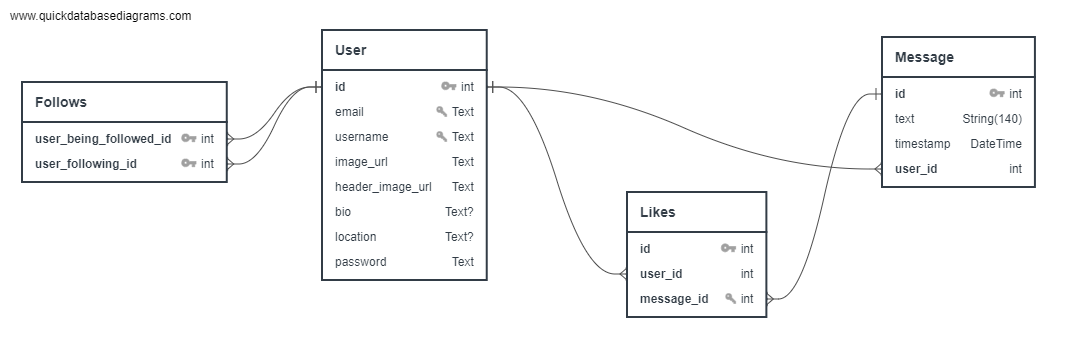 www.quickdatabasediagrams.com
Follows
user_being_followed_id int
user_following_id int
User
id int
email Text
username Text
image_url Text
header_image_url Text
bio Text?
location Text?
password Text
Likes
id int
user_id int
message_id int
Message
id int
text String(140)
timestamp DateTime
user_id int